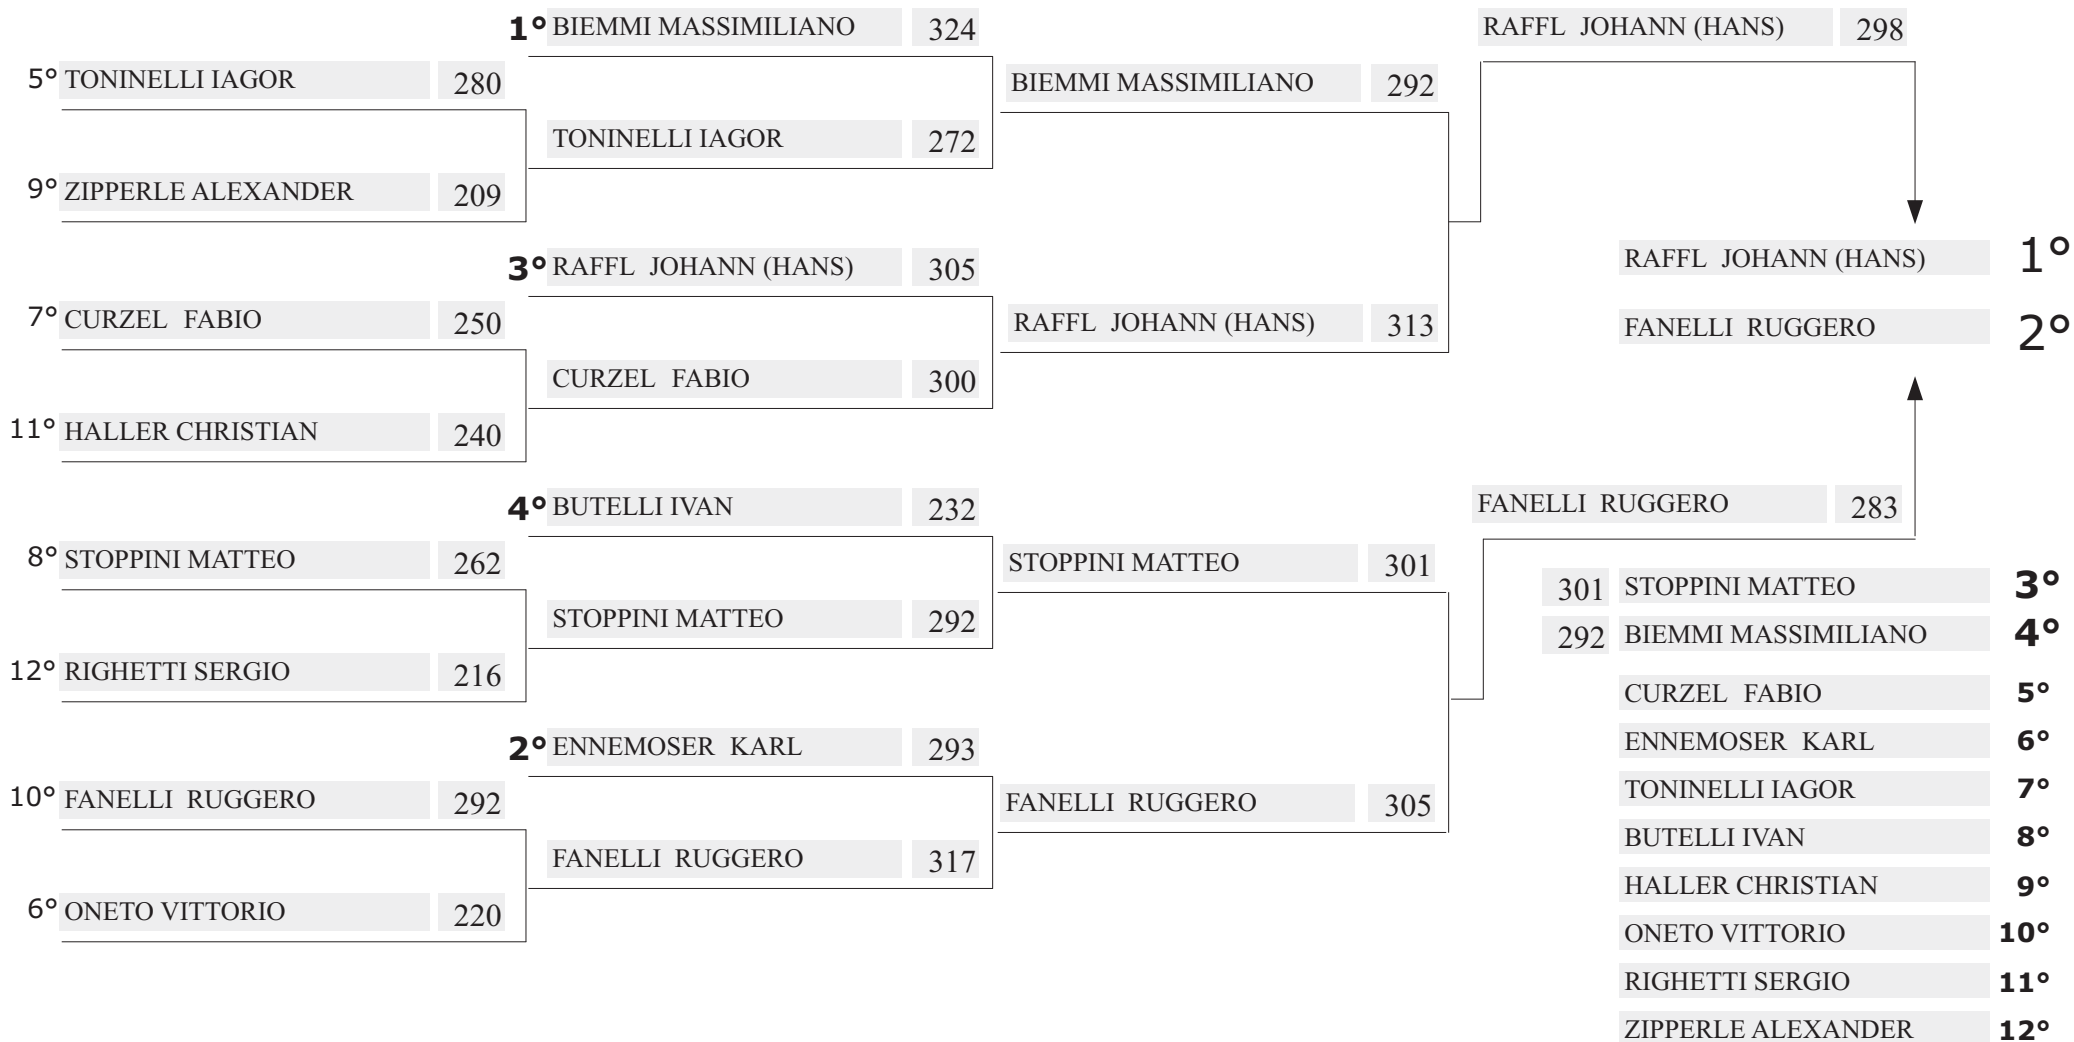 1° BIEMMI MASSIMILIANO 324
RAFFL JOHANN (HANS) 298
5° TONINELLI IAGOR 280
BIEMMI MASSIMILIANO 292
TONINELLI IAGOR 272
9° ZIPPERLE ALEXANDER 209
RAFFL JOHANN (HANS) 1°
3° RAFFL JOHANN (HANS) 305
7° CURZEL FABIO 250
RAFFL JOHANN (HANS) 313
FANELLI RUGGERO 2°
CURZEL FABIO 300
11° HALLER CHRISTIAN 240
4° BUTELLI IVAN 232
FANELLI RUGGERO 283
8° STOPPINI MATTEO 262
STOPPINI MATTEO 301
301 STOPPINI MATTEO 3°
STOPPINI MATTEO 292
292 BIEMMI MASSIMILIANO 4°
12° RIGHETTI SERGIO 216
CURZEL FABIO 5°
2° ENNEMOSER KARL 293
ENNEMOSER KARL 6°
10° FANELLI RUGGERO 292
FANELLI RUGGERO 305
TONINELLI IAGOR 7°
BUTELLI IVAN 8°
FANELLI RUGGERO 317
HALLER CHRISTIAN 9°
6° ONETO VITTORIO 220
ONETO VITTORIO 10°
RIGHETTI SERGIO 11°
ZIPPERLE ALEXANDER 12°